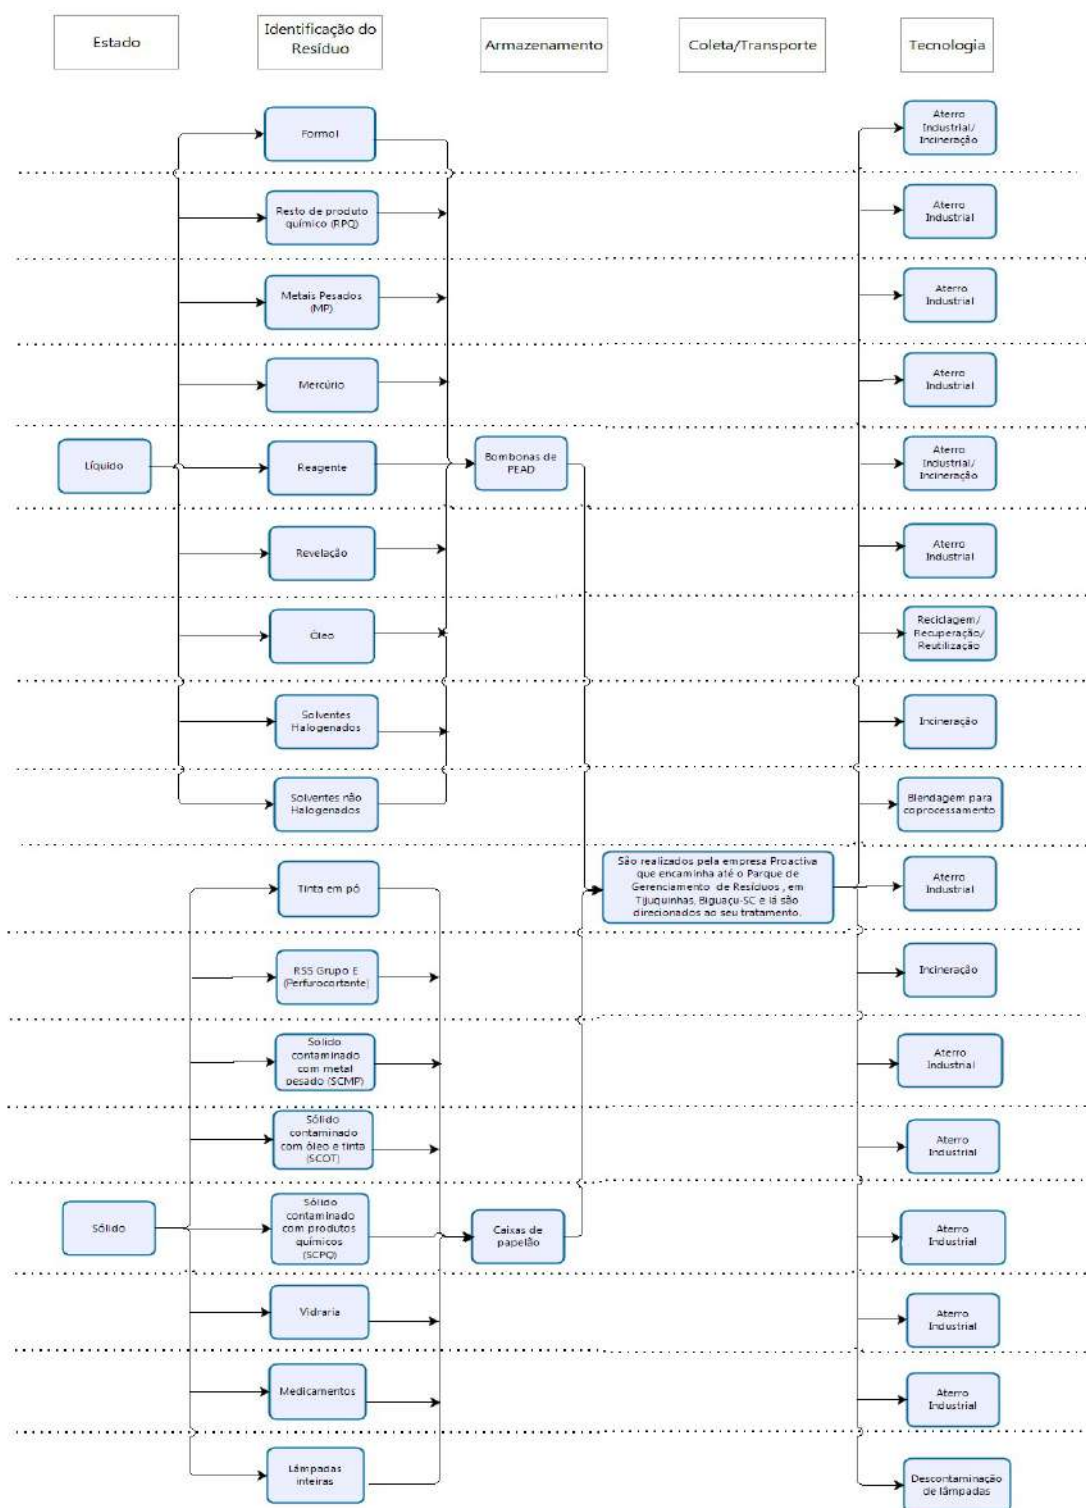 Estado
Identificação do
Resíduo
Armazenamento
Coleta/Transporte
Tecnologia
Formol
Aterro
Industrial/
Incineração
Resto de produto
químico (RPQ)
Aterro
Industrial
Metais Pesados
(MP)
Aterro
Industrial
Mercúrio
Aterro
Industrial
Líquido
Reagente
Bombonas de
PEAD
Aterro
Industrial/
Incineração
Revelação
Aterro
Industrial
Óleo
Reciclagem/
Recuperação/
Reutilização
Solventes
Halogenados
Incineração
Solventes não
Halogenados
Blendagem para
coprocessamento
Tinta em pó
São realizados pela empresa Proactiva
que encaminha até o Parque de
Gerenciamento de Resíduos , em
Tijuquinhas, Biguaçu-SC e lá são
direcionados ao seu tratamento.
Aterro
Industrial
RSS Grupo E
(Perfurocortante)
Incineração
Sólido
contaminado
com metal
pesado (SCMP)
Aterro
Industrial
Sólido
contaminado
com óleo e tinta
(SCOT)
Aterro
Industrial
Sólido
Sólido
contaminado
com produtos
químicos
(SCPQ)
Caixas de
papelão
Aterro
Industrial
Vidraria
Aterro
Industrial
Medicamentos
Aterro
Industrial
Lâmpadas
inteiras
Descontaminação
de lâmpadas